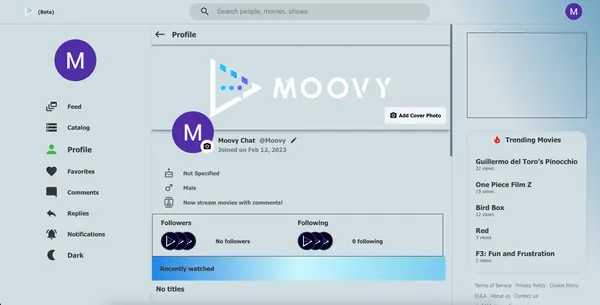 (Beta)
Search people, movies, shows.
M
M
Feed
Catalog
Profile
Favorites
Comments
Replies
Notifications
Dark
Profile
MOOVY
Add Cover Photo
M
Moovy Chat @Moovy
Joined on Feb 12, 2023
Not Specified
Male
Now stream movies with comments!
Followers
No followers
Following
0 following
Recently watched
No titles
Trending Movies
Guillermo del Toro's Pinocchio
22 views
One Piece Film Z
19 views
Bird Box
12 views
Red
3 views
F3: Fun and Frustration
2 views
Terms of Service Privacy Policy Cookie Policy
EULA About us Contact us